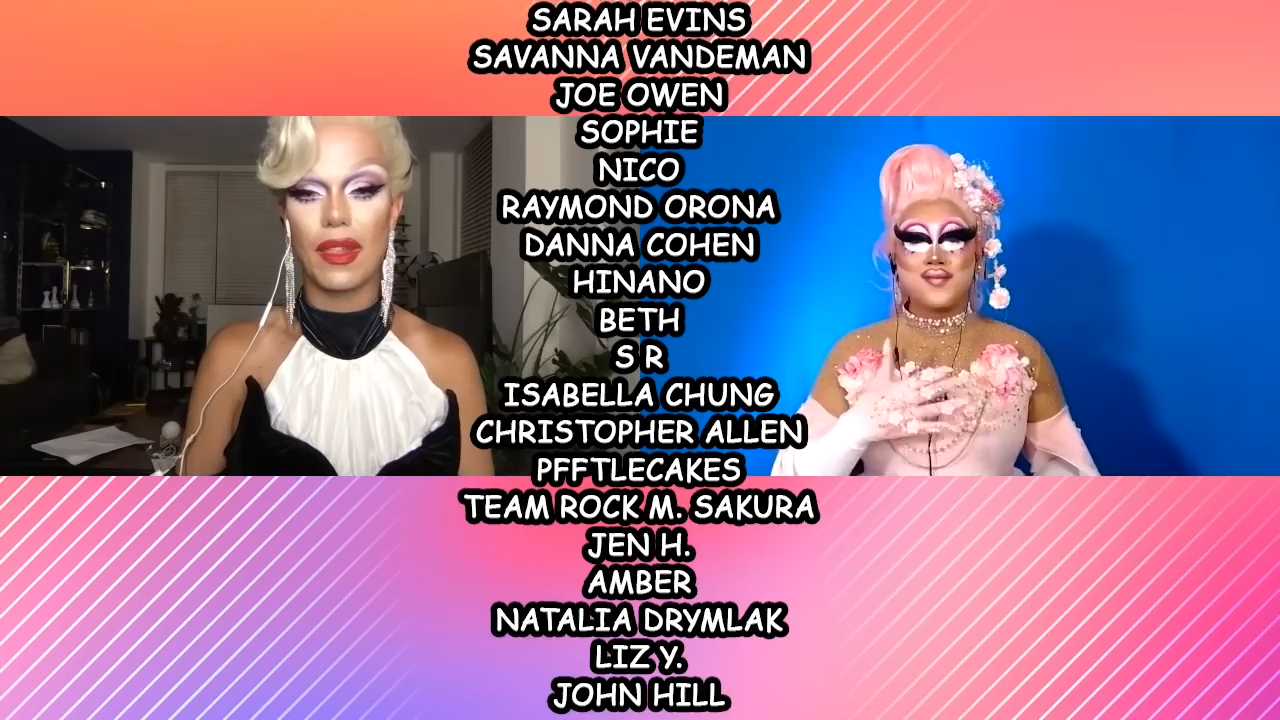 SARAH EVINS
SAVANNA VANDEMAN
JOE OWEN
SOPHIE
NICO
RAYMOND ORONA
DANNA COHEN
HINANO
BETH
S R
ISABELLA CHUNG
CHRISTOPHER ALLEN
PFFTLECAKES
TEAM ROCK M. SAKURA
JEN H.
AMBER
NATALIA DRYMLAK
LIZ Y.
JOHN HILL